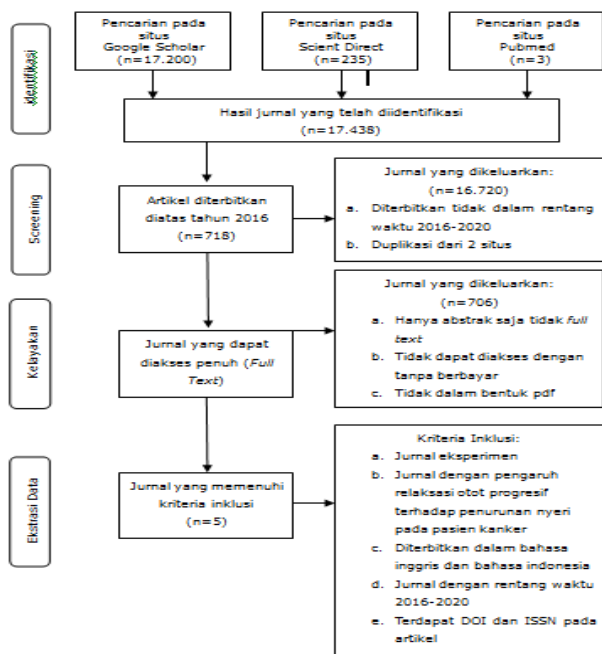 Pencarian pada
situs
Google Scholar
(n=17.200)
Pencarian pada
situs
Scient Direct
(n=235)
Pencarian pada
situs
Pubmed
(n=3)
identifikasi
Hasil jurnal yang telah diidentifikasi
(n=17.438)
Screening
Artikel diterbitkan
diatas tahun 2016
(n=718)
Jurnal yang dikeluarkan:
(n=16.720)
a. Diterbitkan tidak dalam rentang
waktu 2016-2020
b. Duplikasi dari 2 situs
Kelayakan
Jurnal yang dapat
diakses penuh (Full
Text)
Jurnal yang dikeluarkan:
(n=706)
a. Hanya abstrak saja tidak full
text
b. Tidak dapat diakses dengan
tanpa berbayar
c. Tidak dalam bentuk pdf
Ekstrasi Data
Jurnal yang memenuhi
kriteria inklusi
(n=5)
Kriteria Inklusi:
a. Jurnal eksperimen
b. Jurnal dengan pengaruh
relaksasi otot progresif
terhadap penurunan nyeri
pada pasien kanker
c. Diterbitkan dalam bahasa
inggris dan bahasa indonesia
d. Jurnal dengan rentang waktu
2016-2020
e. Terdapat DOI dan ISSN pada
artikel